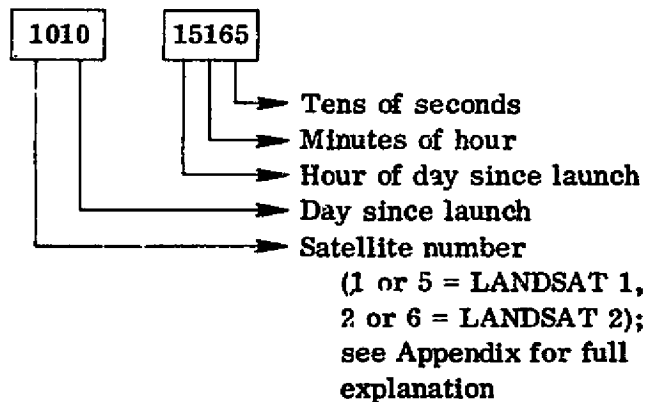 1010 15165
Tens of seconds
Minutes of hour
Hour of day since launch
Day since launch
Satellite number
(1 or 5 = LANDSAT 1,
2 or 6 = LANDSAT 2);
see Appendix for full
explanation